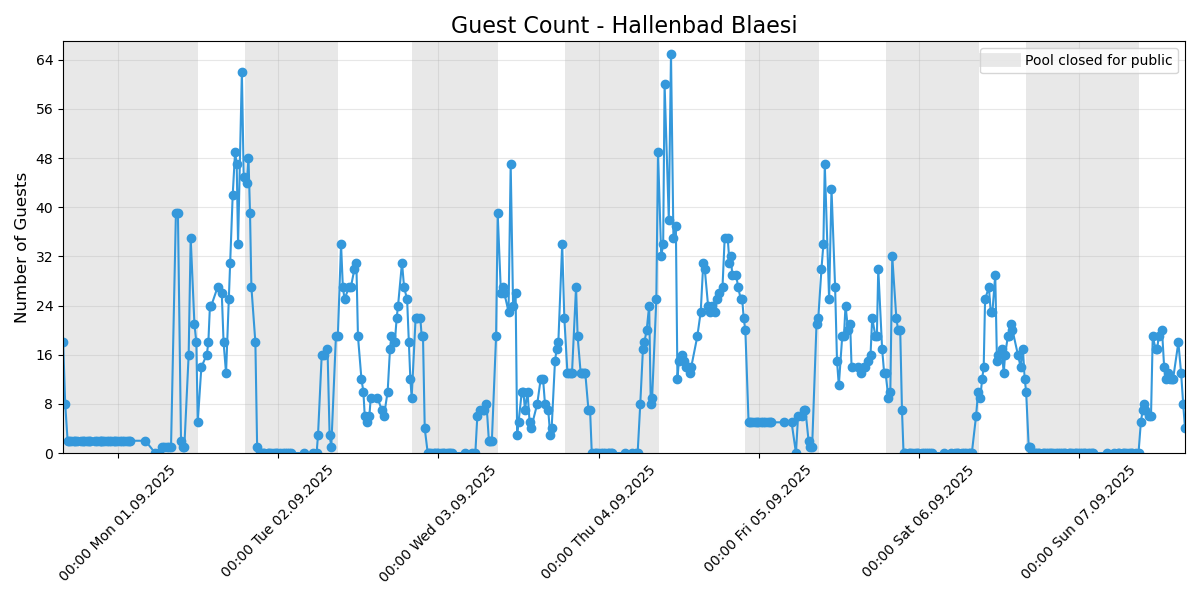 Guest Count - Hallenbad Blaesi
Pool closed for public
Number of Guests
64
56
48
40
32
24
16
8
0
00:00 Mon 01.09.2025
00:00 Tue 02.09.2025
00:00 Wed 03.09.2025
00:00 Thu 04.09.2025
00:00 Fri 05.09.2025
00:00 Sat 06.09.2025
00:00 Sun 07.09.2025